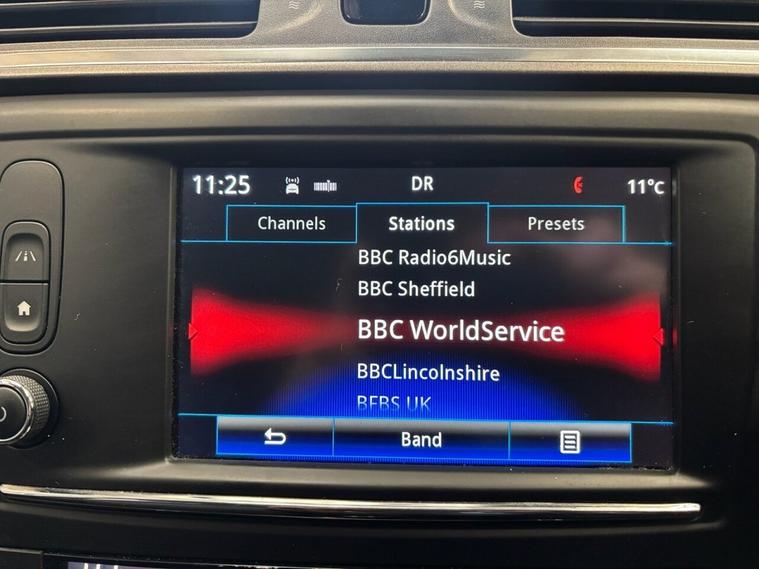 11:25 DR 11°C
Channels Stations Presets
BBC Radio6Music
BBC Sheffield
BBC WorldService
BBCLincolnshire
BFBS UK
Band